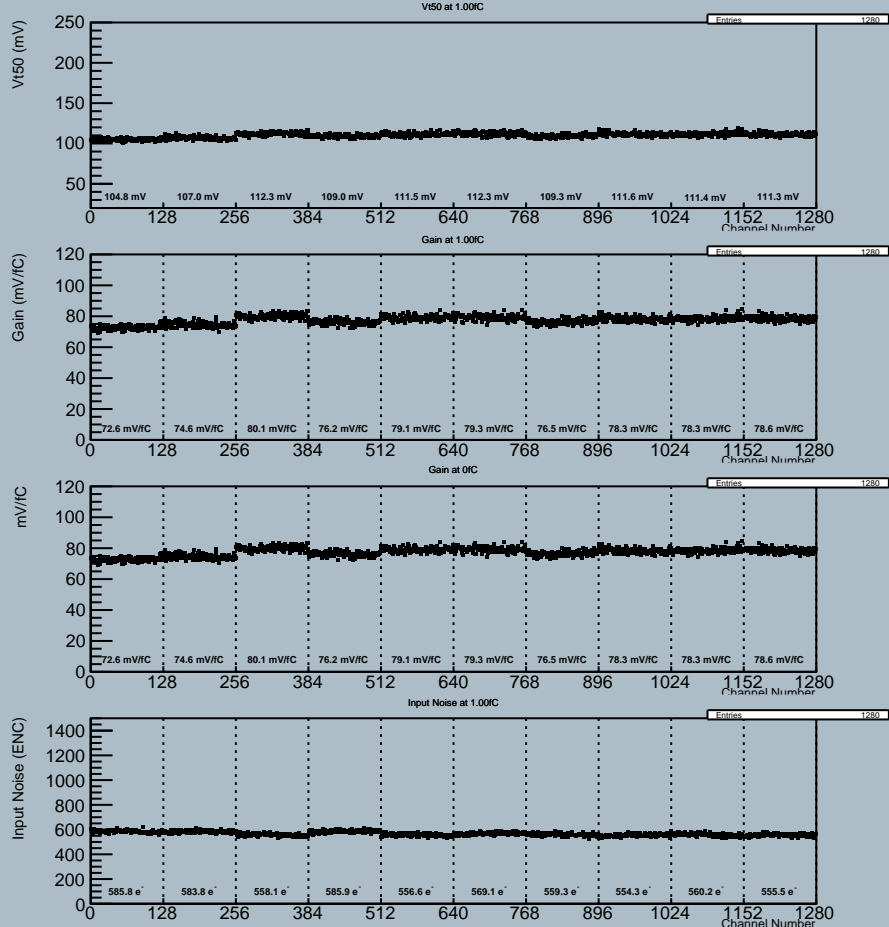 Vt50 at 1.00fC
Entries 1280
Vt50 (mV)
250
200
150
100
50
104.8 mV 107.0 mV 112.3 mV 109.0 mV 111.5 mV 112.3 mV 109.3 mV 111.6 mV 111.4 mV 111.3 mV
0 128 256 384 512 640 768 896 1024 1152 1280
Channel Number
Gain at 1.00fC
Entries 1280
Gain (mV/fC)
120
100
80
60
40
20
0
72.6 mV/fC 74.6 mV/fC 80.1 mV/fC 76.2 mV/fC 79.1 mV/fC 79.3 mV/fC 76.5 mV/fC 78.3 mV/fC 78.3 mV/fC 78.6 mV/fC
0 128 256 384 512 640 768 896 1024 1152 1280
Channel Number
Gain at 0fC
Entries 1280
mV/fC
120
100
80
60
40
20
0
72.6 mV/fC 74.6 mV/fC 80.1 mV/fC 76.2 mV/fC 79.1 mV/fC 79.3 mV/fC 76.5 mV/fC 78.3 mV/fC 78.3 mV/fC 78.6 mV/fC
0 128 256 384 512 640 768 896 1024 1152 1280
Channel Number
Input Noise at 1.00fC
Entries 1280
Input Noise (ENC)
1400
1200
1000
800
600
400
200
0
585.8 e⁻ 583.8 e⁻ 558.1 e⁻ 585.9 e⁻ 556.6 e⁻ 569.1 e⁻ 559.3 e⁻ 554.3 e⁻ 560.2 e⁻ 555.5 e⁻
0 128 256 384 512 640 768 896 1024 1152 1280
Channel Number